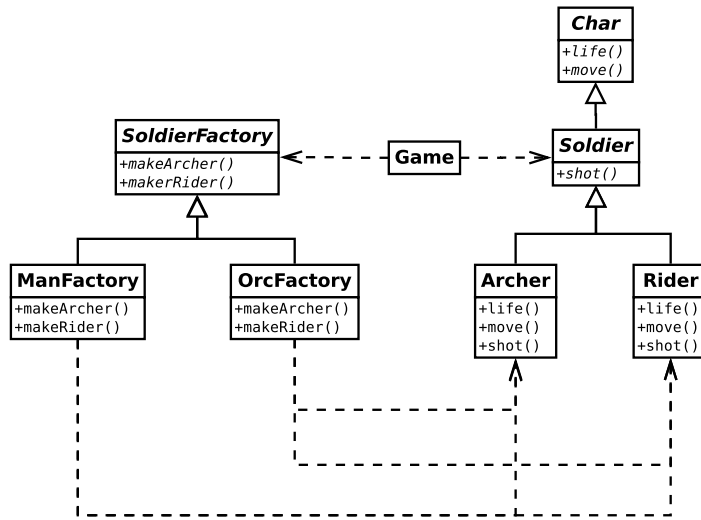 Char
+life()
+move()
SoldierFactory
+makeArcher()
+makerRider()
Game
Soldier
+shot()
ManFactory
+makeArcher()
+makeRider()
OrcFactory
+makeArcher()
+makeRider()
Archer
+life()
+move()
+shot()
Rider
+life()
+move()
+shot()